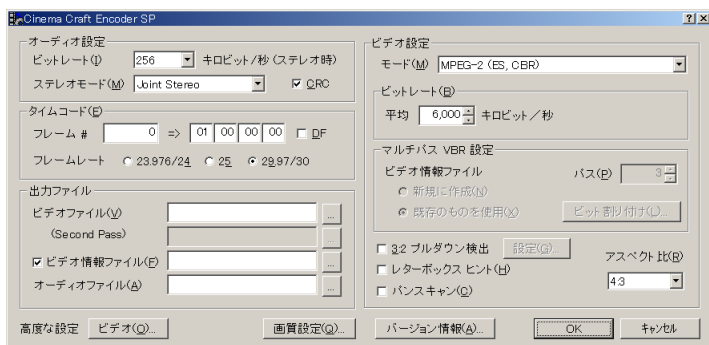 Cinema Craft Encoder SP
オーディオ設定
ビットレート(I) 256 キロビット/秒 (ステレオ時)
ステレオモード(M) Joint Stereo CRC
タイムコード(E)
フレーム # 0 => 01 00 00 00 DF
フレームレート 23.976/24 25 29.97/30
出力ファイル
ビデオファイル(V) ...
(Second Pass) ...
ビデオ情報ファイル(F) ...
オーディオファイル(A) ...
高度な設定 ビデオ(O)... 画質設定(Q)...
ビデオ設定
モード(M) MPEG-2 (ES, CBR)
ビットレート(B)
平均 6,000 キロビット／秒
マルチパス VBR 設定
ビデオ情報ファイル パス(P) 3
新規に作成(N)
既存のものを使用(X) ビット割り付け(L)...
3:2 プルダウン検出 設定(G)...
レターボックス ヒント(H)
パンスキャン(C)
アスペクト比(R)
4:3
バージョン情報(A)... OK キャンセル